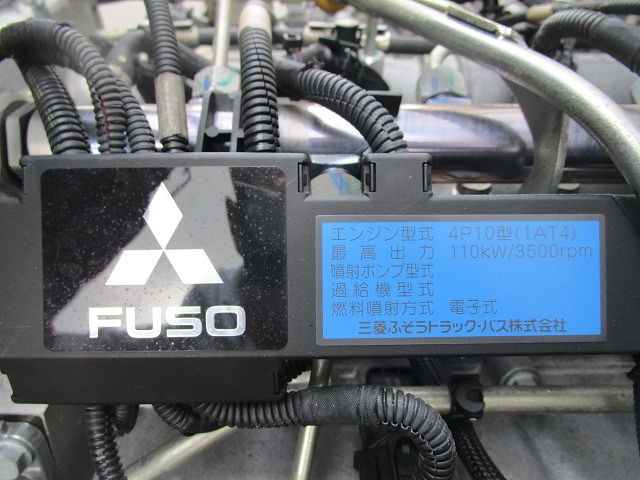 FUSO
エンジン型式 4P10型(1AT4)
最高出力 110kW/3500rpm
噴射ポンプ型式
過給機型式
燃料噴射方式 電子式
三菱ふそうトラック・バス株式会社